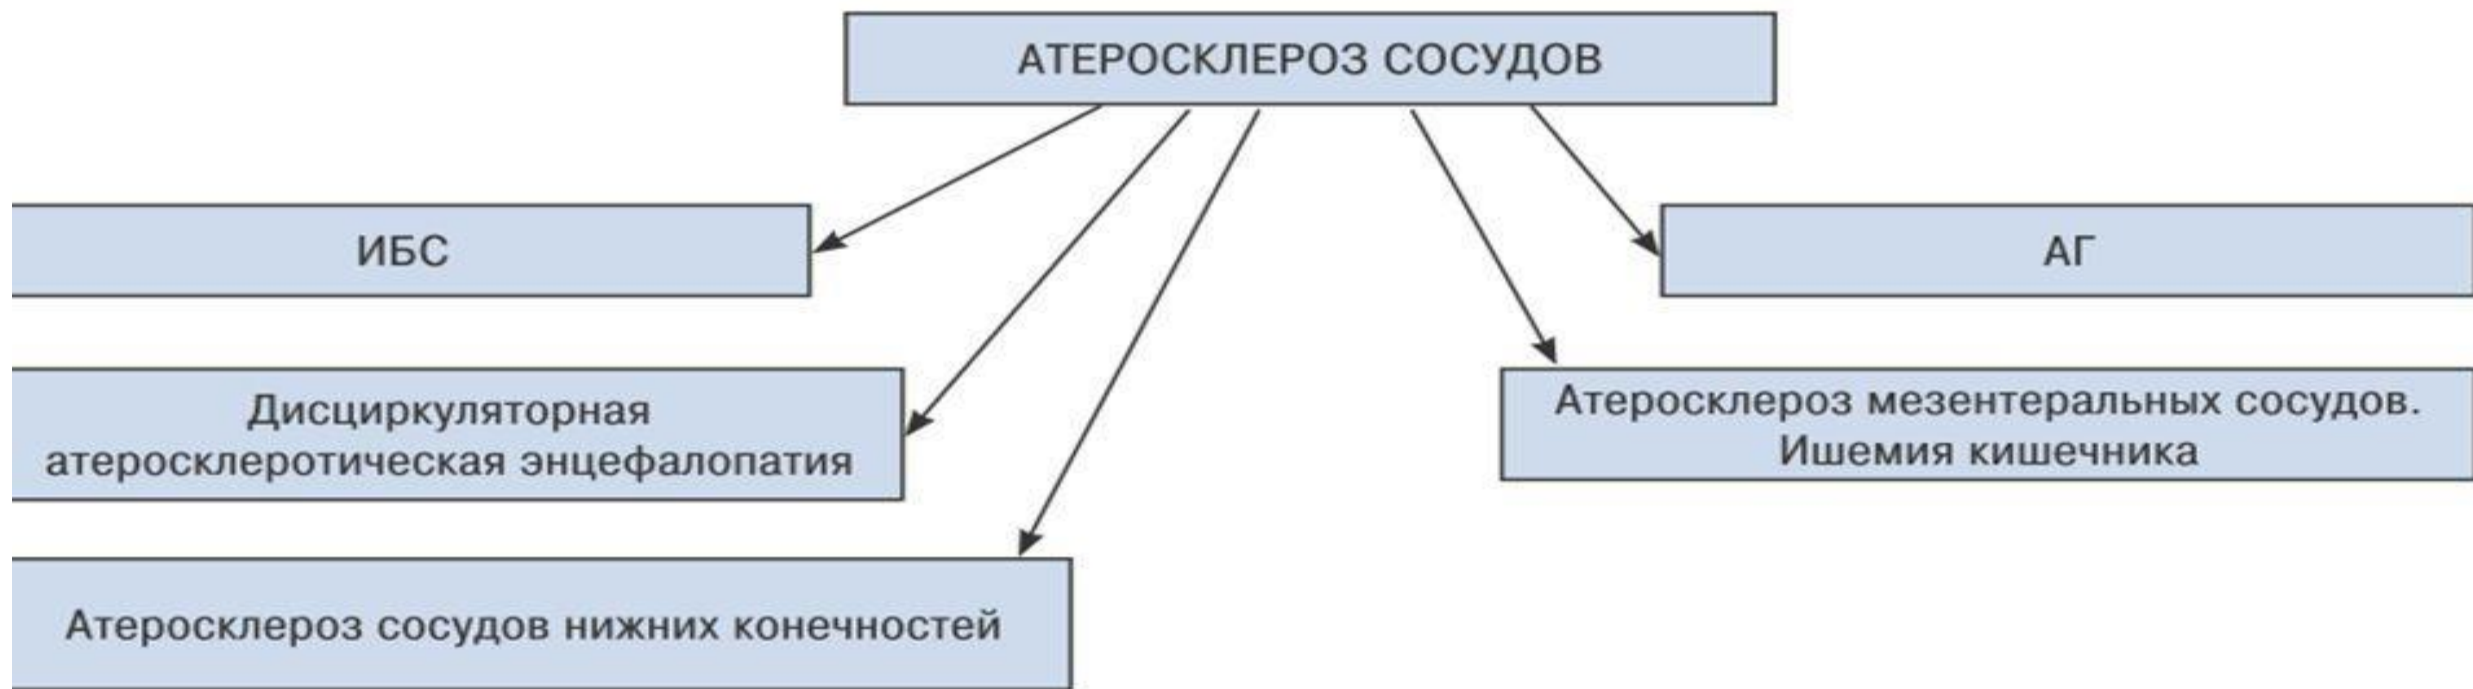 АТЕРОСКЛЕРОЗ СОСУДОВ
ИБС
АГ
Дисциркуляторная
атеросклеротическая энцефалопатия
Атеросклероз мезентеральных сосудов.
Ишемия кишечника
Атеросклероз сосудов нижних конечностей